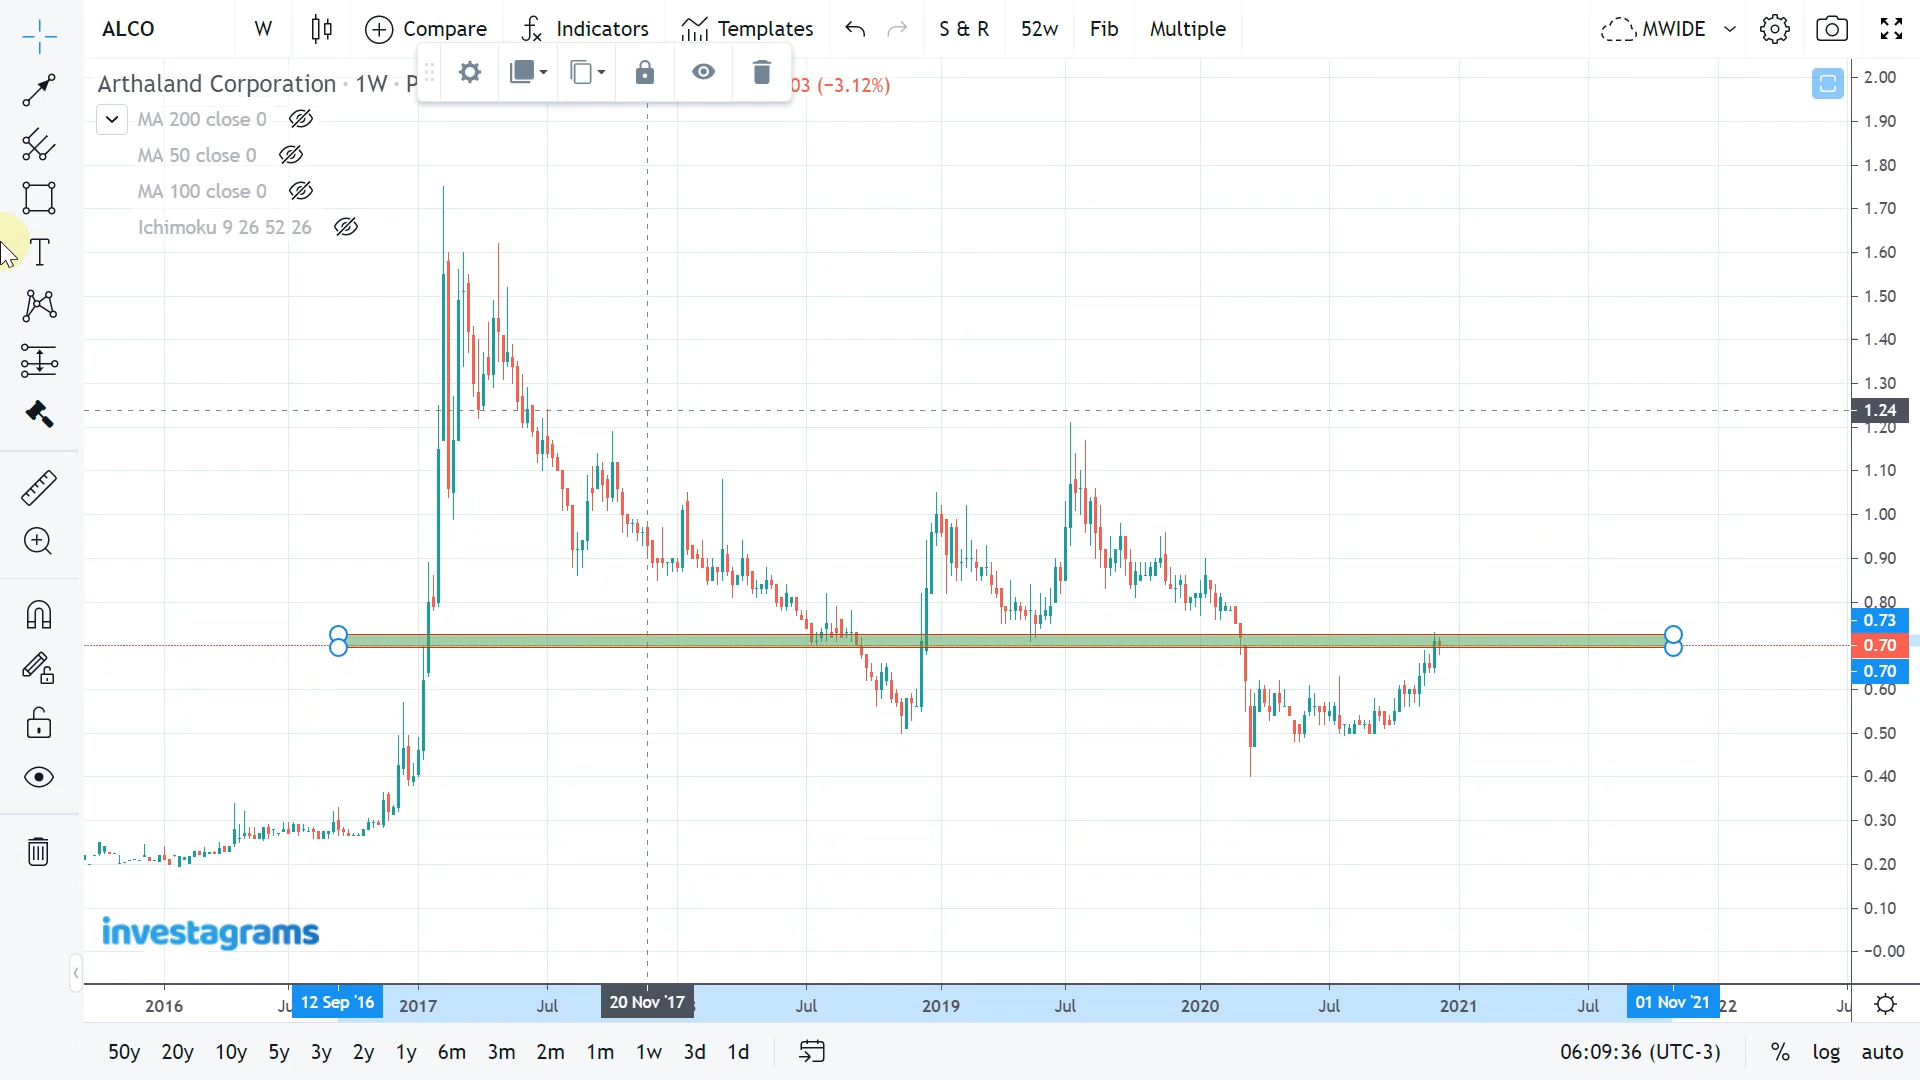 ALCO W Compare Indicators Templates S & R 52w Fib Multiple MWIDE
Arthaland Corporation · 1W · P 03 (−3.12%)
MA 200 close 0
MA 50 close 0
MA 100 close 0
Ichimoku 9 26 52 26
2.00
1.90
1.80
1.70
1.60
1.50
1.40
1.30
1.24
1.20
1.10
1.00
0.90
0.80
0.73
0.70
0.70
0.60
0.50
0.40
0.30
0.20
0.10
−0.00
investagrams
2016 Ju 12 Sep '16 2017 Jul 20 Nov '17 Jul 2019 Jul 2020 Jul 2021 Jul 01 Nov '21 22 Ju
50y 20y 10y 5y 3y 2y 1y 6m 3m 2m 1m 1w 3d 1d 06:09:36 (UTC-3) % log auto